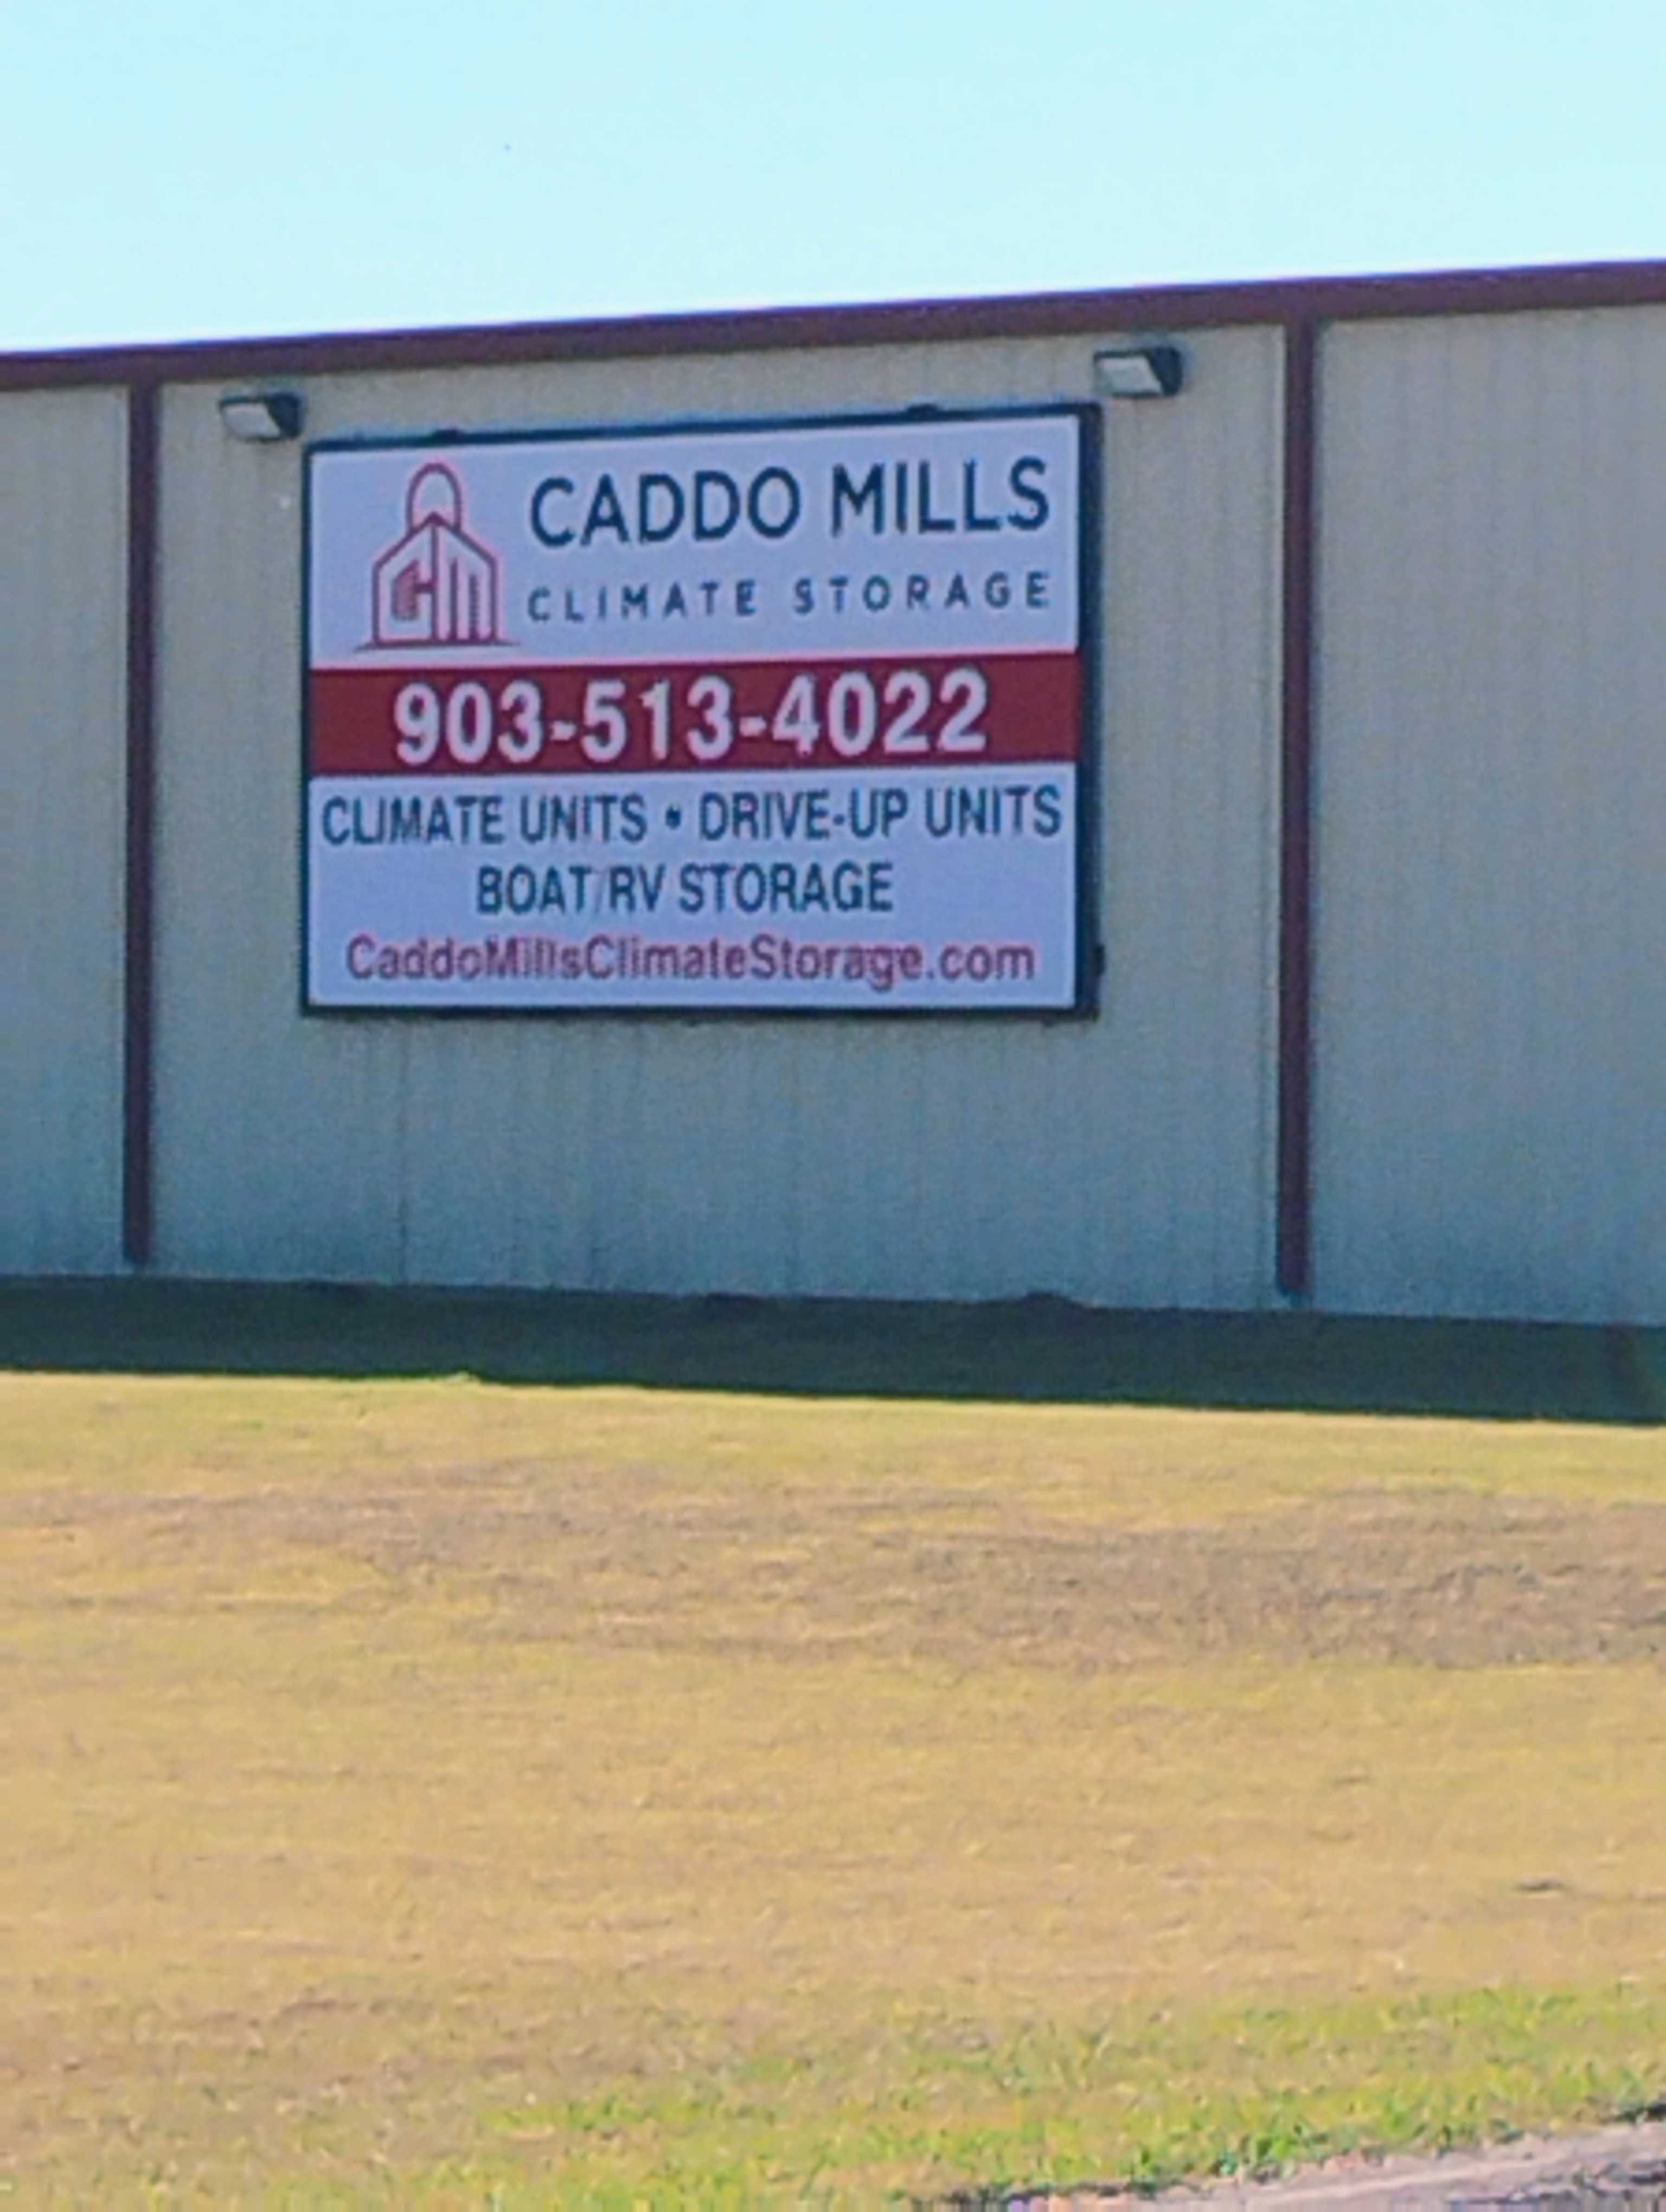 CADDO MILLS
CLIMATE STORAGE
903-513-4022
CLIMATE UNITS • DRIVE-UP UNITS
BOAT/RV STORAGE
CaddoMillsClimateStorage.com